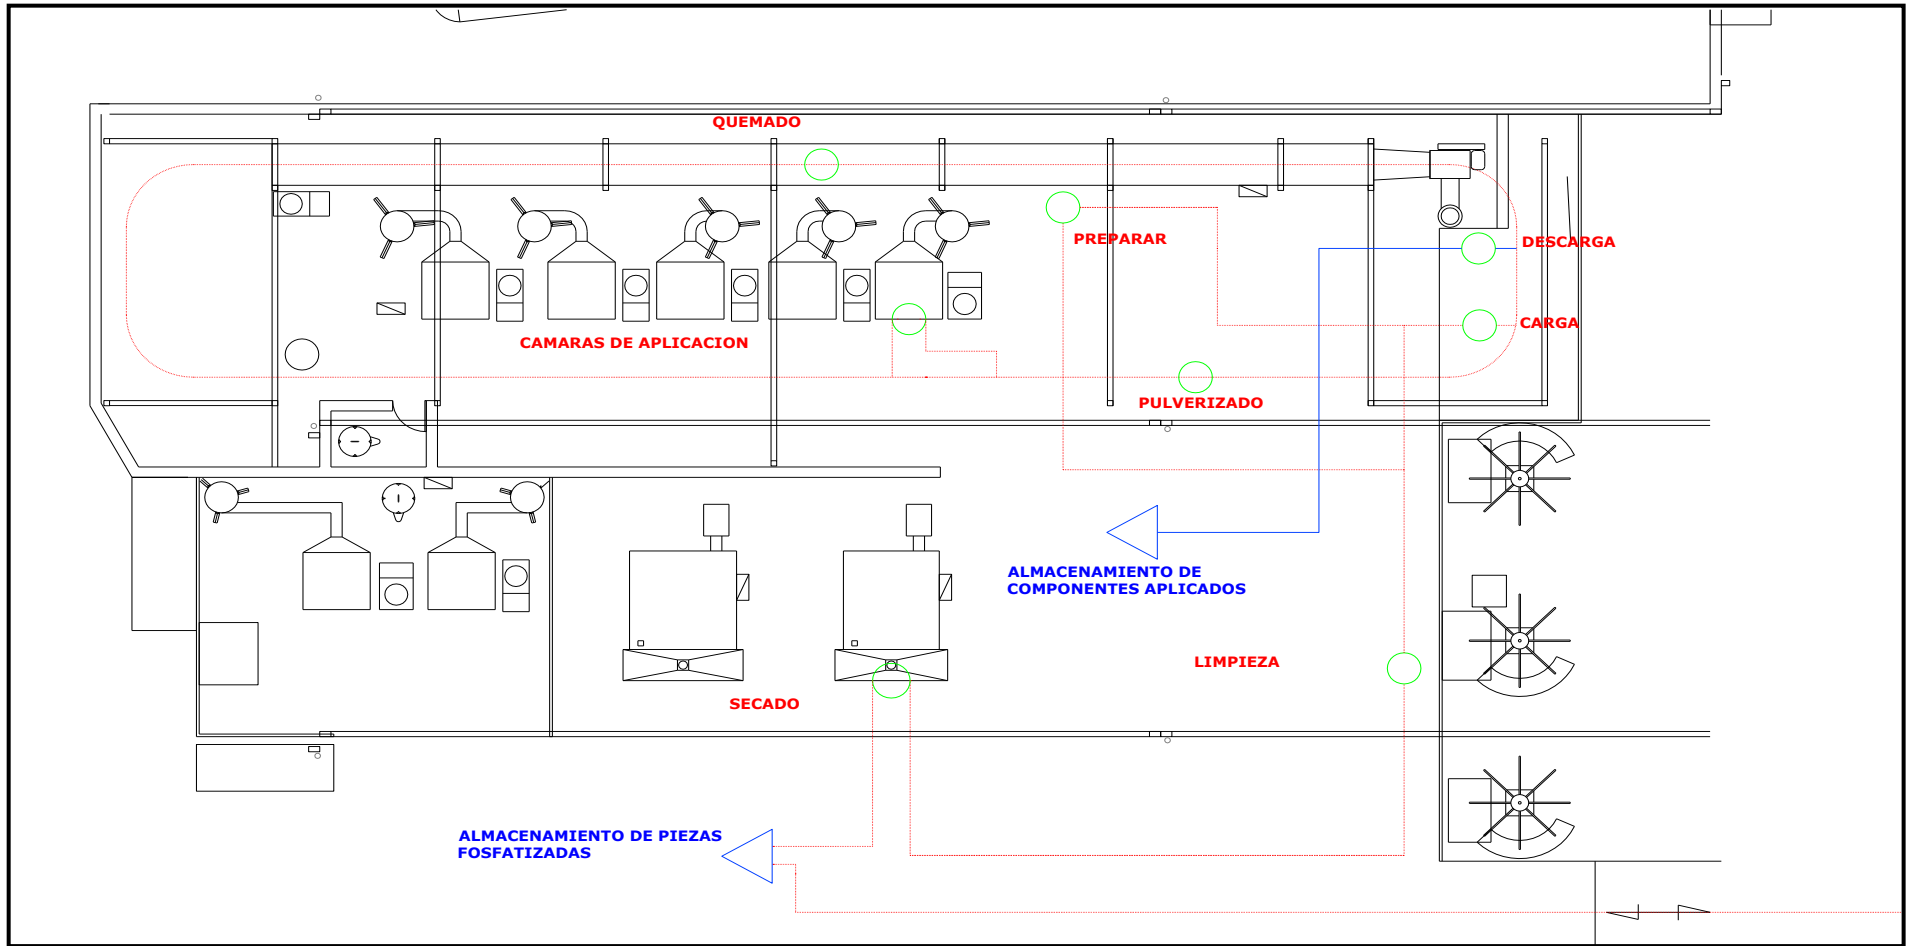 QUEMADO
PREPARAR
DESCARGA
CARGA
CAMARAS DE APLICACION
PULVERIZADO
ALMACENAMIENTO DE
COMPONENTES APLICADOS
LIMPIEZA
SECADO
ALMACENAMIENTO DE PIEZAS
FOSFATIZADAS